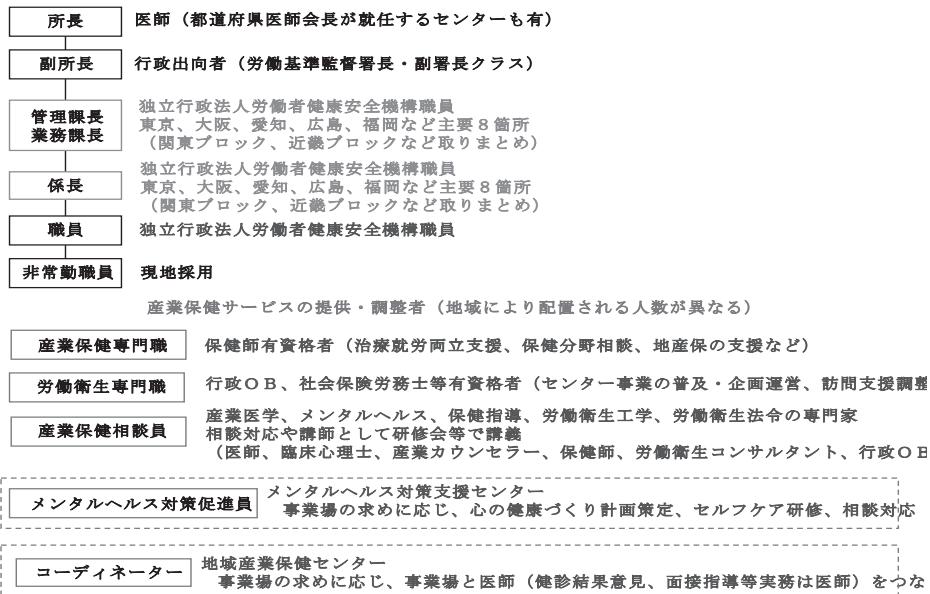 所長 医師（都道府県医師会長が就任するセンターも有）
副所長 行政出向者（労働基準監督署長・副署長クラス）
管理課長
業務課長
独立行政法人労働者健康安全機構職員
東京、大阪、愛知、広島、福岡など主要８箇所
（関東ブロック、近畿ブロックなど取りまとめ）
係長
独立行政法人労働者健康安全機構職員
東京、大阪、愛知、広島、福岡など主要８箇所
（関東ブロック、近畿ブロックなど取りまとめ）
職員 独立行政法人労働者健康安全機構職員
非常勤職員 現地採用
産業保健サービスの提供・調整者（地域により配置される人数が異なる）
産業保健専門職 保健師有資格者（治療就労両立支援、保健分野相談、地産保の支援など）
労働衛生専門職 行政ＯＢ、社会保険労務士等有資格者（センター事業の普及・企画運営、訪問支援調整
産業保健相談員
産業医学、メンタルヘルス、保健指導、労働衛生工学、労働衛生法令の専門家
相談対応や講師として研修会等で講義
（医師、臨床心理士、産業カウンセラー、保健師、労働衛生コンサルタント、行政ＯＢ
メンタルヘルス対策促進員
メンタルヘルス対策支援センター
事業場の求めに応じ、心の健康づくり計画策定、セルフケア研修、相談対応
コーディネーター
地域産業保健センター
事業場の求めに応じ、事業場と医師（健診結果意見、面接指導等実務は医師）をつな